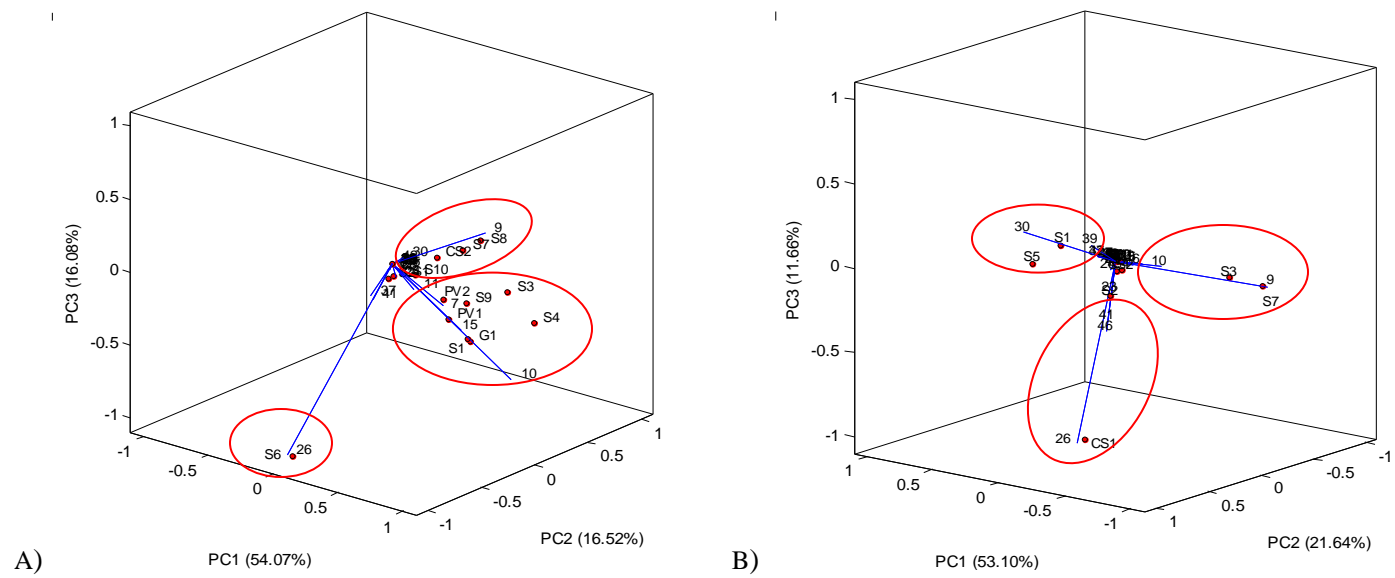 1
0.5
0
-0.5
-1
PC3 (16.08%)
9
S8
S7
CS2
30
S10
S1
11
37
41
PV2
7
S9
S3
PV1
15
S4
G1
S1
10
S6
26
-1
-0.5
0
0.5
1
-1
-0.5
0
0.5
1
PC1 (54.07%)
PC2 (16.52%)
A)
1
0.5
0
-0.5
-1
PC3 (11.66%)
30
S1
S5
39
10
S3
9
S7
41
46
26
CS1
1
0.5
0
-0.5
-1
1
0.5
0
-0.5
-1
PC1 (53.10%)
PC2 (21.64%)
B)